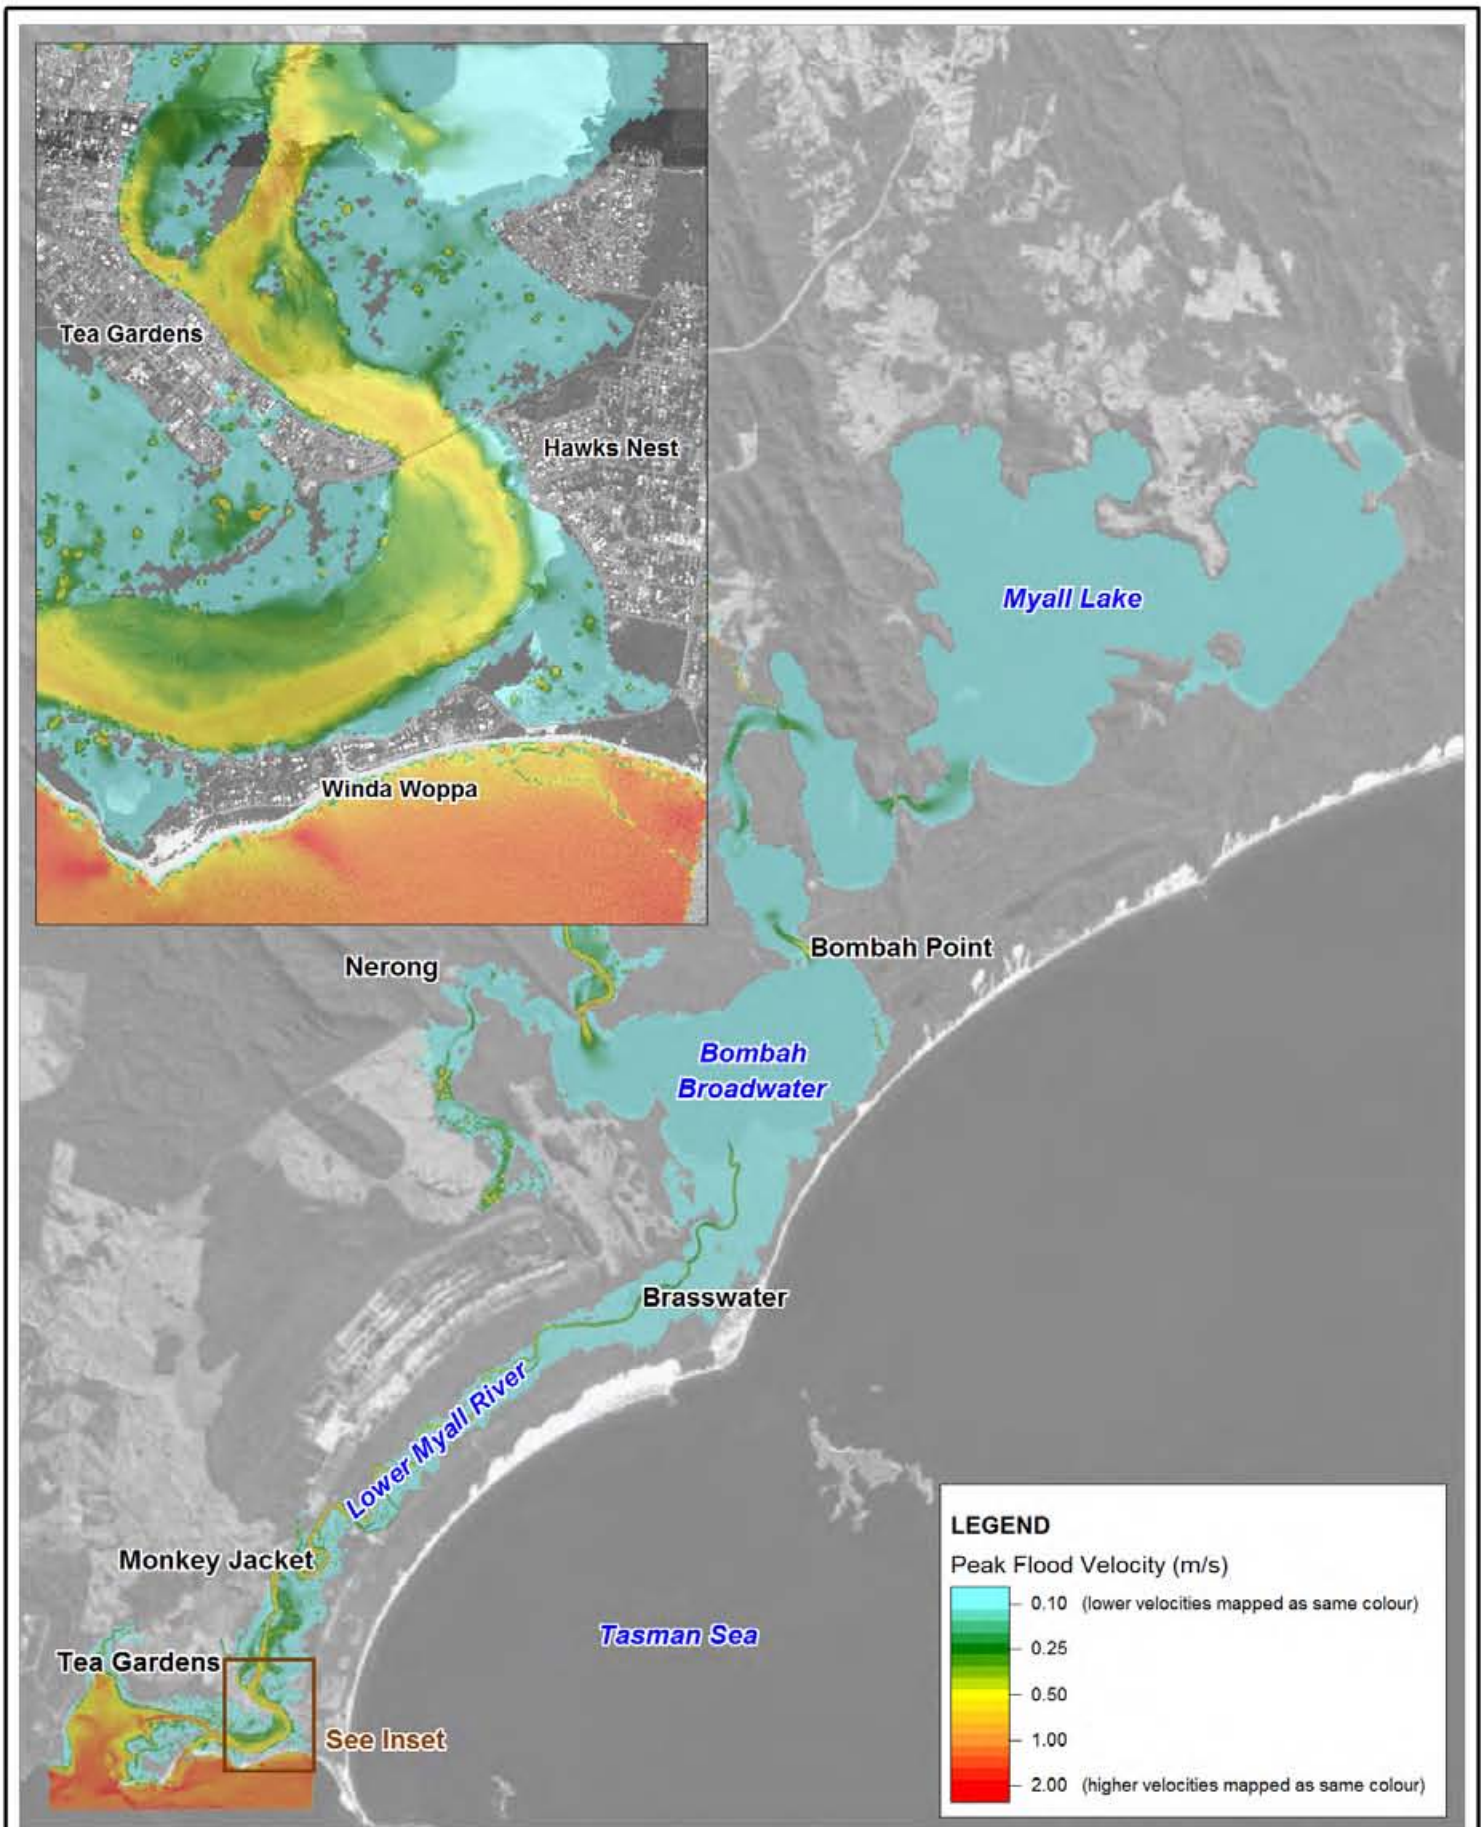 Tea Gardens
Hawks Nest
Winda Woppa
Myall Lake
Bombah Point
Nerong
Bombah
Broadwater
Brasswater
Lower Myall River
Monkey Jacket
Tasman Sea
Tea Gardens
See Inset
LEGEND
Peak Flood Velocity (m/s)
0.10 (lower velocities mapped as same colour)
0.25
0.50
1.00
2.00 (higher velocities mapped as same colour)